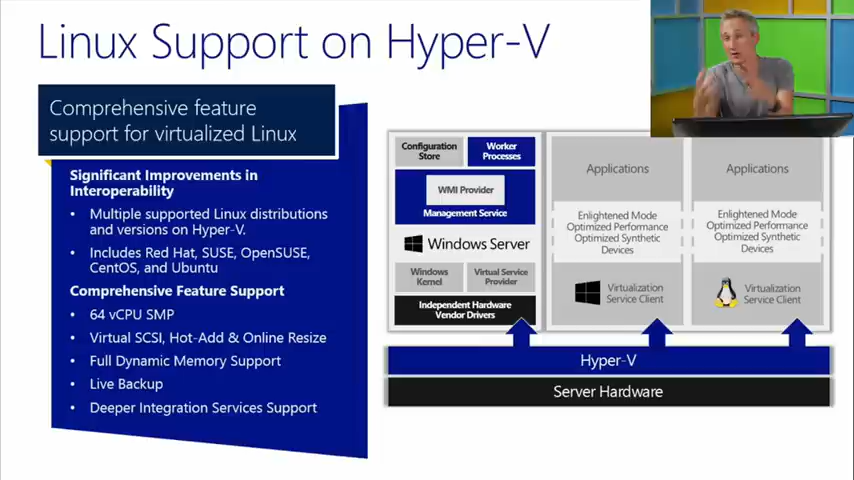 Linux Support on Hyper-V
Comprehensive feature
support for virtualized Linux
Significant Improvements in
Interoperability
• Multiple supported Linux distributions
and versions on Hyper-V.
• Includes Red Hat, SUSE, OpenSUSE,
CentOS, and Ubuntu
Comprehensive Feature Support
• 64 vCPU SMP
• Virtual SCSI, Hot-Add & Online Resize
• Full Dynamic Memory Support
• Live Backup
• Deeper Integration Services Support
Configuration
Store
Worker
Processes
WMI Provider
Management Service
Windows Server
Windows
Kernel
Virtual Service
Provider
Independent Hardware
Vendor Drivers
Applications
Enlightened Mode
Optimized Performance
Optimized Synthetic
Devices
Virtualization
Service Client
Applications
Enlightened Mode
Optimized Performance
Optimized Synthetic
Devices
Virtualization
Service Client
Hyper-V
Server Hardware